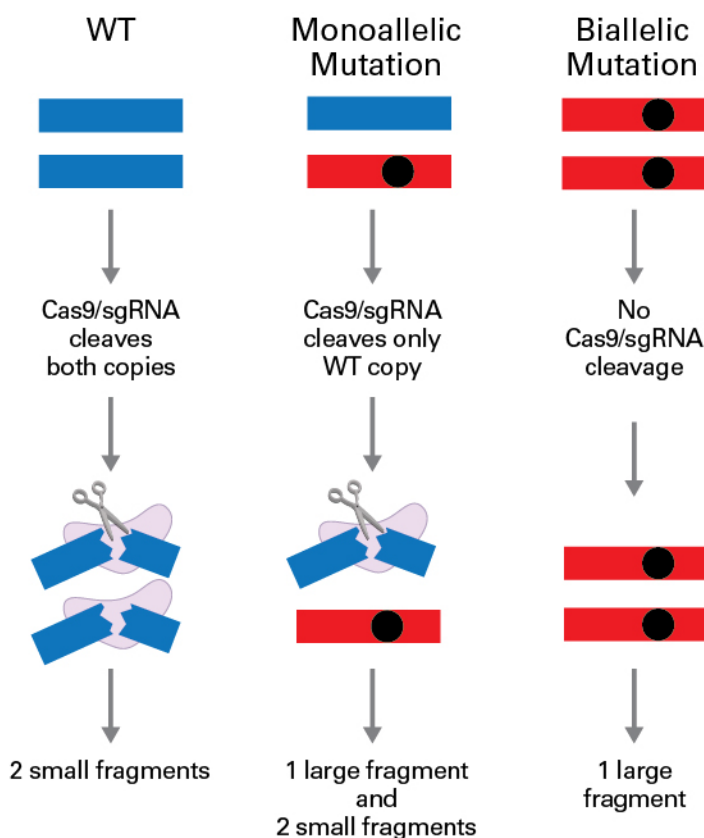 WT
Cas9/sgRNA
cleaves
both copies
2 small fragments
Monoallelic
Mutation
Cas9/sgRNA
cleaves only
WT copy
1 large fragment
and
2 small fragments
Biallelic
Mutation
No
Cas9/sgRNA
cleavage
1 large
fragment